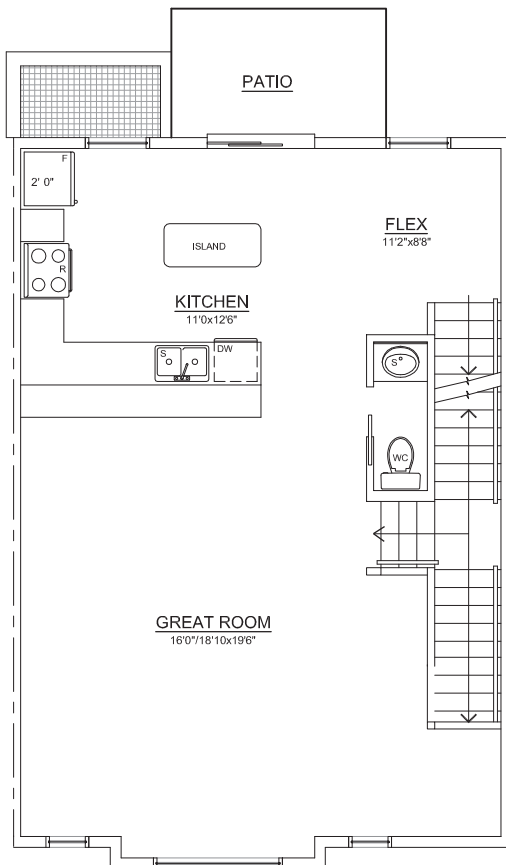 PATIO
F
2' 0"
FLEX
11'2"x8'8"
ISLAND
R
KITCHEN
11'0x12'6"
S
DW
S
WC
GREAT ROOM
16'0"/18'10x19'6"